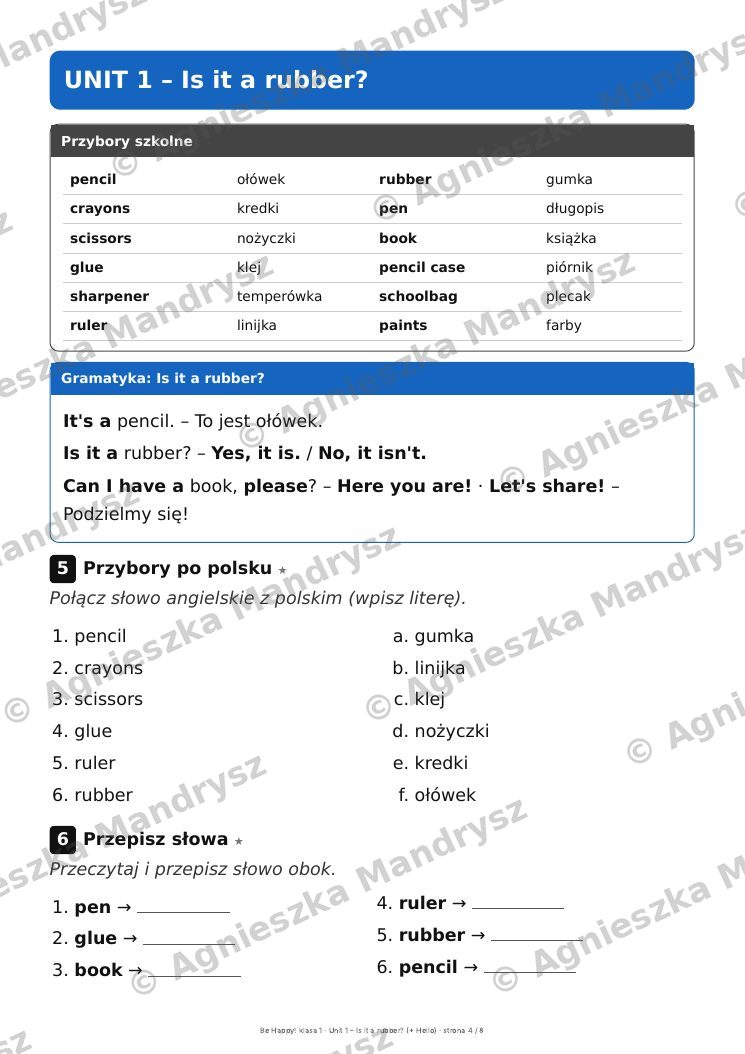 UNIT 1 – Is it a rubber?
Przybory szkolne
pencil ołówek rubber gumka
crayons kredki pen długopis
scissors nożyczki book książka
glue klej pencil case piórnik
sharpener temperówka schoolbag plecak
ruler linijka paints farby
Gramatyka: Is it a rubber?
It's a pencil. – To jest ołówek.
Is it a rubber? – Yes, it is. / No, it isn't.
Can I have a book, please? – Here you are! · Let's share! –
Podzielmy się!
5 Przybory po polsku ★
Połącz słowo angielskie z polskim (wpisz literę).
1. pencil
2. crayons
3. scissors
4. glue
5. ruler
6. rubber
a. gumka
b. linijka
c. klej
d. nożyczki
e. kredki
f. ołówek
6 Przepisz słowa ★
Przeczytaj i przepisz słowo obok.
1. pen → ___________
2. glue → ___________
3. book → ___________
4. ruler → ___________
5. rubber → ___________
6. pencil → ___________
Be Happy! klasa 1 · Unit 1 – Is it a rubber? (+ Hello) · strona 4 / 8
© Agnieszka Mandrysz